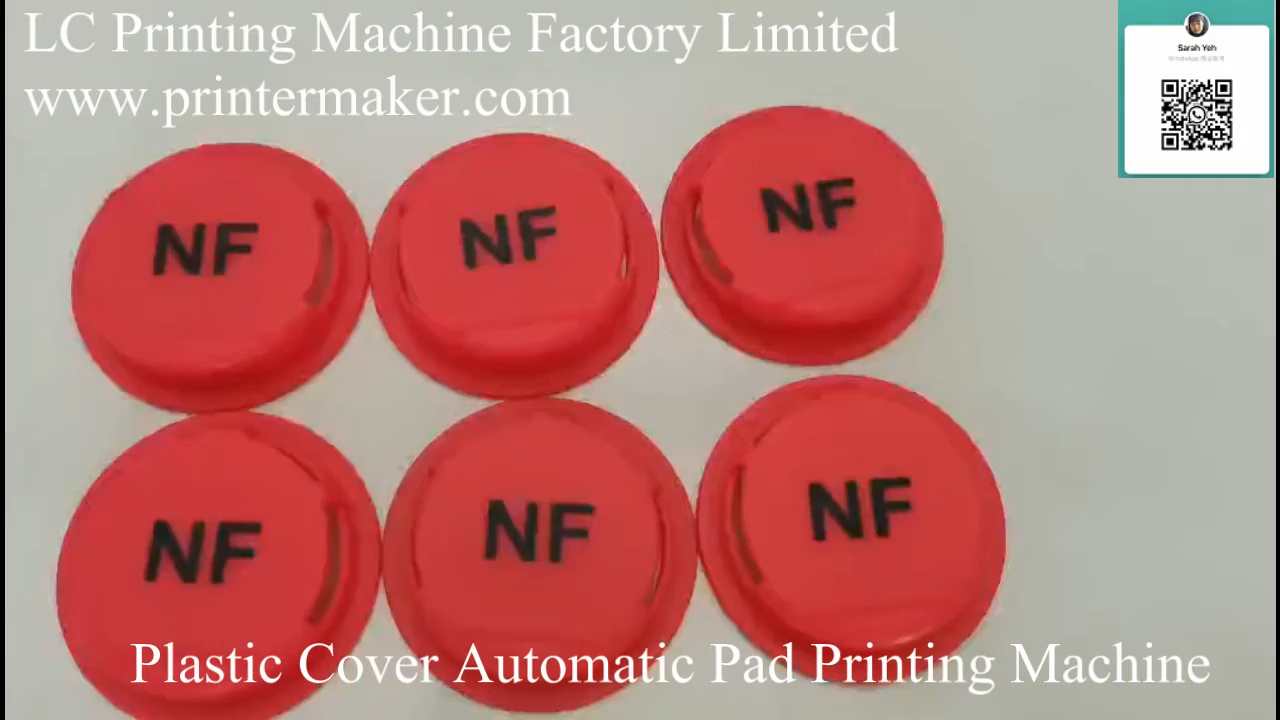 LC Printing Machine Factory Limited
www.printermaker.com
Sarah Yeh
NF NF NF
NF NF NF
Plastic Cover Automatic Pad Printing Machine